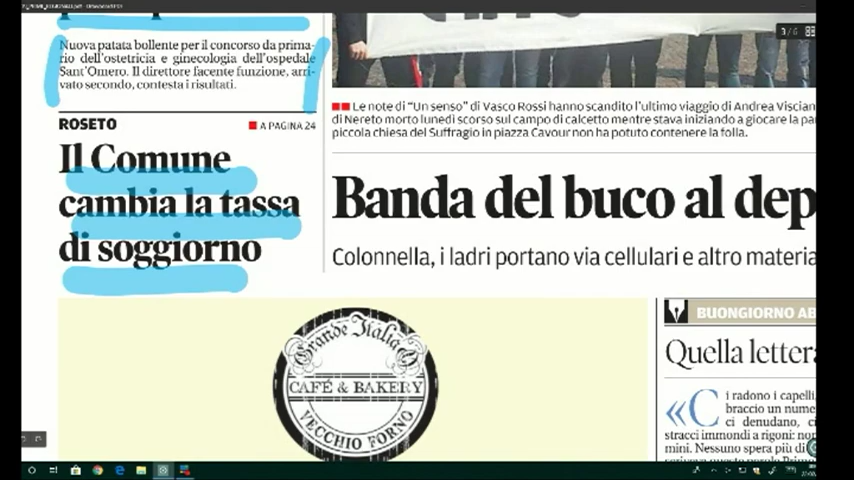 3 / 6
Nuova patata bollente per il concorso da prima-
rio dell'ostetricia e ginecologia dell'ospedale
Sant'Omero. Il direttore facente funzione, arri-
vato secondo, contesta i risultati.
ROSETO
A PAGINA 24
Il Comune
cambia la tassa
di soggiorno
Le note di "Un senso" di Vasco Rossi hanno scandito l'ultimo viaggio di Andrea Viscian
di Nereto morto lunedì scorso sul campo di calcetto mentre stava iniziando a giocare la pa
piccola chiesa del Suffragio in piazza Cavour non ha potuto contenere la folla.
Banda del buco al dep
Colonnella, i ladri portano via cellulari e altro materia
Grande Italia
CAFÉ & BAKERY
VECCHIO FORNO
BUONGIORNO AB
Quella letter
«Ci radono i capelli,
braccio un nume
ci denudano, ci
stracci immondi a rigoni: no
mini. Nessuno spera più di